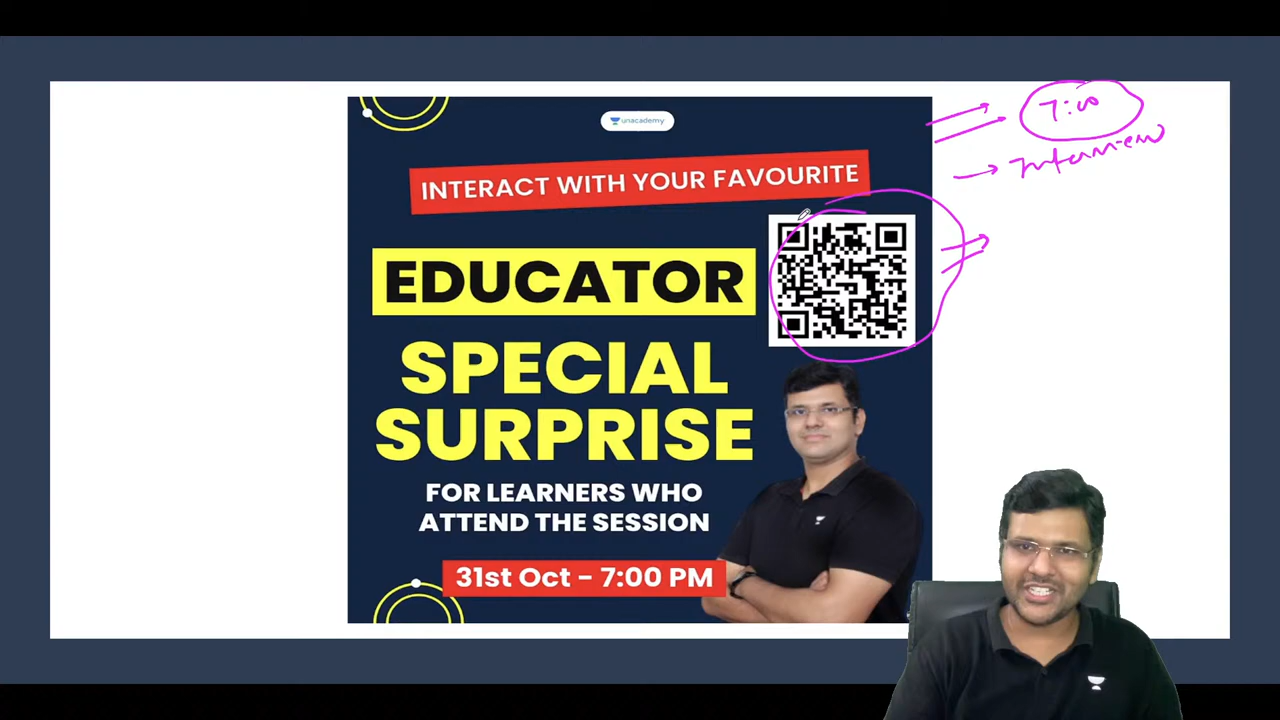 unacademy
INTERACT WITH YOUR FAVOURITE
EDUCATOR
SPECIAL
SURPRISE
FOR LEARNERS WHO
ATTEND THE SESSION
31st Oct – 7:00 PM
7:00